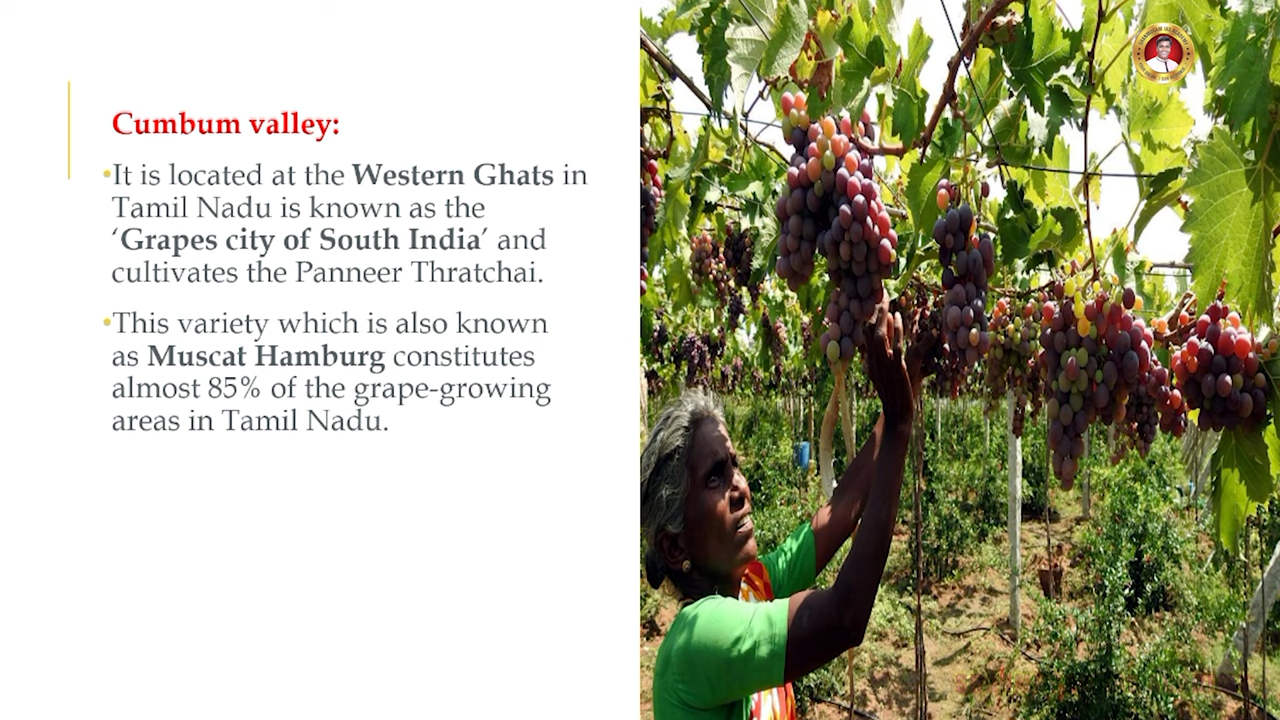 Cumbum valley:
•It is located at the Western Ghats in
Tamil Nadu is known as the
‘Grapes city of South India’ and
cultivates the Panneer Thratchai.
•This variety which is also known
as Muscat Hamburg constitutes
almost 85% of the grape-growing
areas in Tamil Nadu.